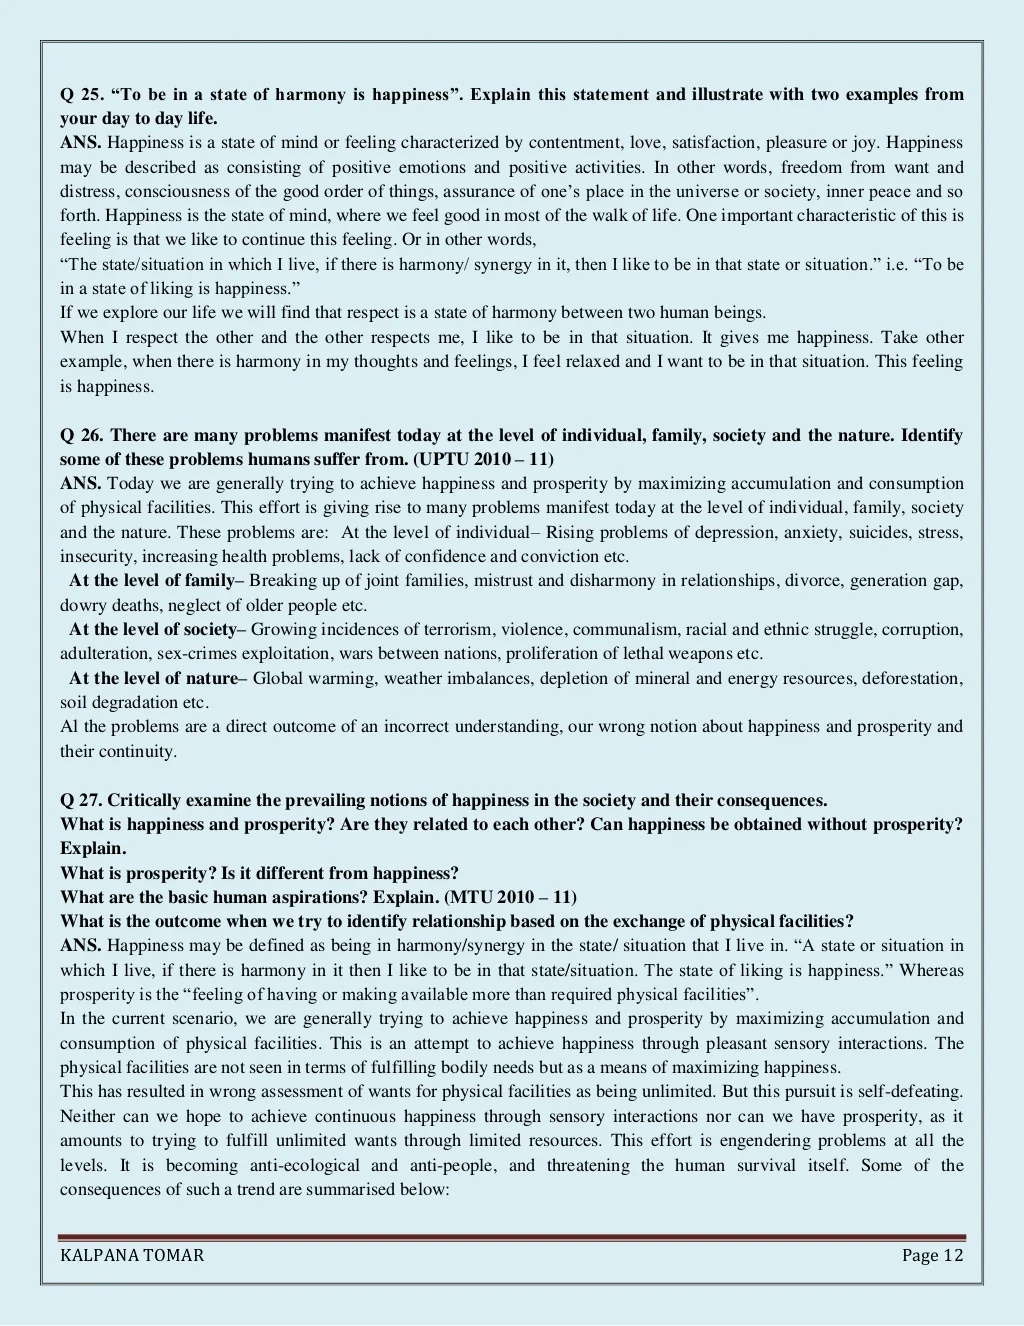 Q 25. “To be in a state of harmony is happiness”. Explain this statement and illustrate with two examples from
your day to day life.
ANS. Happiness is a state of mind or feeling characterized by contentment, love, satisfaction, pleasure or joy. Happiness
may be described as consisting of positive emotions and positive activities. In other words, freedom from want and
distress, consciousness of the good order of things, assurance of one’s place in the universe or society, inner peace and so
forth. Happiness is the state of mind, where we feel good in most of the walk of life. One important characteristic of this is
feeling is that we like to continue this feeling. Or in other words,
“The state/situation in which I live, if there is harmony/ synergy in it, then I like to be in that state or situation.” i.e. “To be
in a state of liking is happiness.”
If we explore our life we will find that respect is a state of harmony between two human beings.
When I respect the other and the other respects me, I like to be in that situation. It gives me happiness. Take other
example, when there is harmony in my thoughts and feelings, I feel relaxed and I want to be in that situation. This feeling
is happiness.
Q 26. There are many problems manifest today at the level of individual, family, society and the nature. Identify
some of these problems humans suffer from. (UPTU 2010 – 11)
ANS. Today we are generally trying to achieve happiness and prosperity by maximizing accumulation and consumption
of physical facilities. This effort is giving rise to many problems manifest today at the level of individual, family, society
and the nature. These problems are: At the level of individual– Rising problems of depression, anxiety, suicides, stress,
insecurity, increasing health problems, lack of confidence and conviction etc.
At the level of family– Breaking up of joint families, mistrust and disharmony in relationships, divorce, generation gap,
dowry deaths, neglect of older people etc.
At the level of society– Growing incidences of terrorism, violence, communalism, racial and ethnic struggle, corruption,
adulteration, sex-crimes exploitation, wars between nations, proliferation of lethal weapons etc.
At the level of nature– Global warming, weather imbalances, depletion of mineral and energy resources, deforestation,
soil degradation etc.
Al the problems are a direct outcome of an incorrect understanding, our wrong notion about happiness and prosperity and
their continuity.
Q 27. Critically examine the prevailing notions of happiness in the society and their consequences.
What is happiness and prosperity? Are they related to each other? Can happiness be obtained without prosperity?
Explain.
What is prosperity? Is it different from happiness?
What are the basic human aspirations? Explain. (MTU 2010 – 11)
What is the outcome when we try to identify relationship based on the exchange of physical facilities?
ANS. Happiness may be defined as being in harmony/synergy in the state/ situation that I live in. “A state or situation in
which I live, if there is harmony in it then I like to be in that state/situation. The state of liking is happiness.” Whereas
prosperity is the “feeling of having or making available more than required physical facilities”.
In the current scenario, we are generally trying to achieve happiness and prosperity by maximizing accumulation and
consumption of physical facilities. This is an attempt to achieve happiness through pleasant sensory interactions. The
physical facilities are not seen in terms of fulfilling bodily needs but as a means of maximizing happiness.
This has resulted in wrong assessment of wants for physical facilities as being unlimited. But this pursuit is self-defeating.
Neither can we hope to achieve continuous happiness through sensory interactions nor can we have prosperity, as it
amounts to trying to fulfill unlimited wants through limited resources. This effort is engendering problems at all the
levels. It is becoming anti-ecological and anti-people, and threatening the human survival itself. Some of the
consequences of such a trend are summarised below:
KALPANA TOMAR Page 12